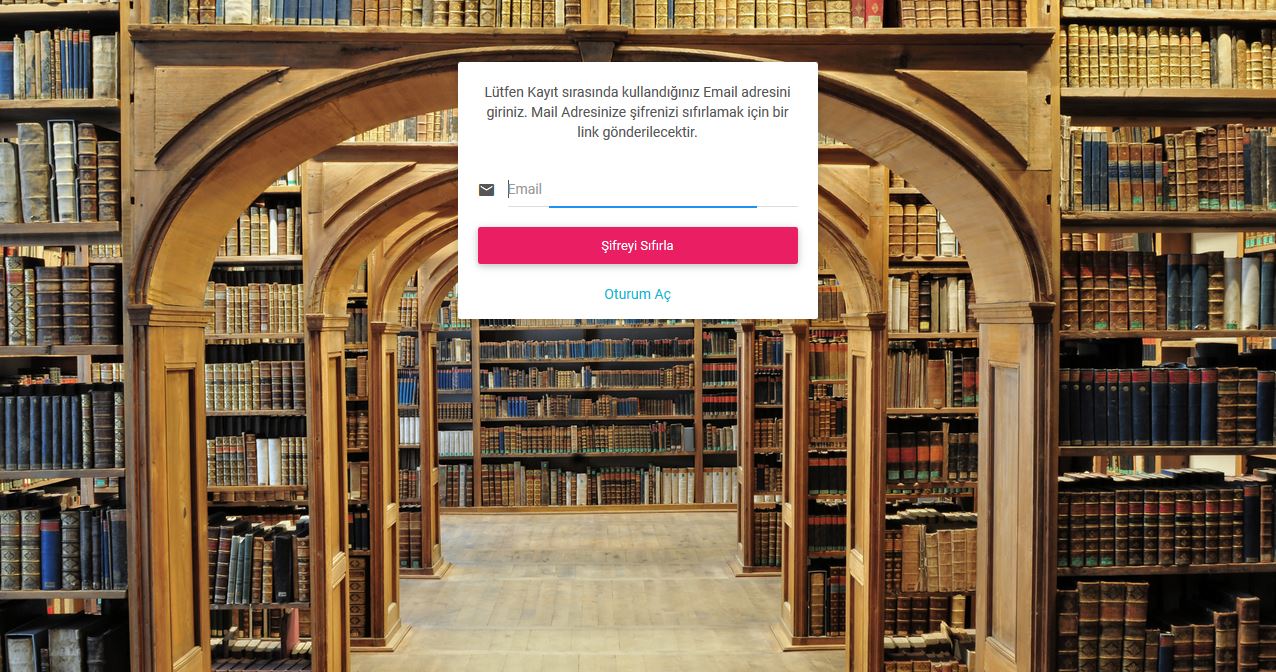 Lütfen Kayıt sırasında kullandığınız Email adresini
giriniz. Mail Adresinize şifrenizi sıfırlamak için bir
link gönderilecektir.
Email
Şifreyi Sıfırla
Oturum Aç